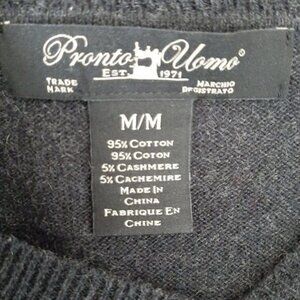 Pronto Uomo®
EST. 1971
TRADE MARK
MARCHIO REGISTRATO
M/M
95% COTTON
95% COTON
5% CASHMERE
5% CACHEMIRE
MADE IN
CHINA
FABRIQUE EN
CHINE